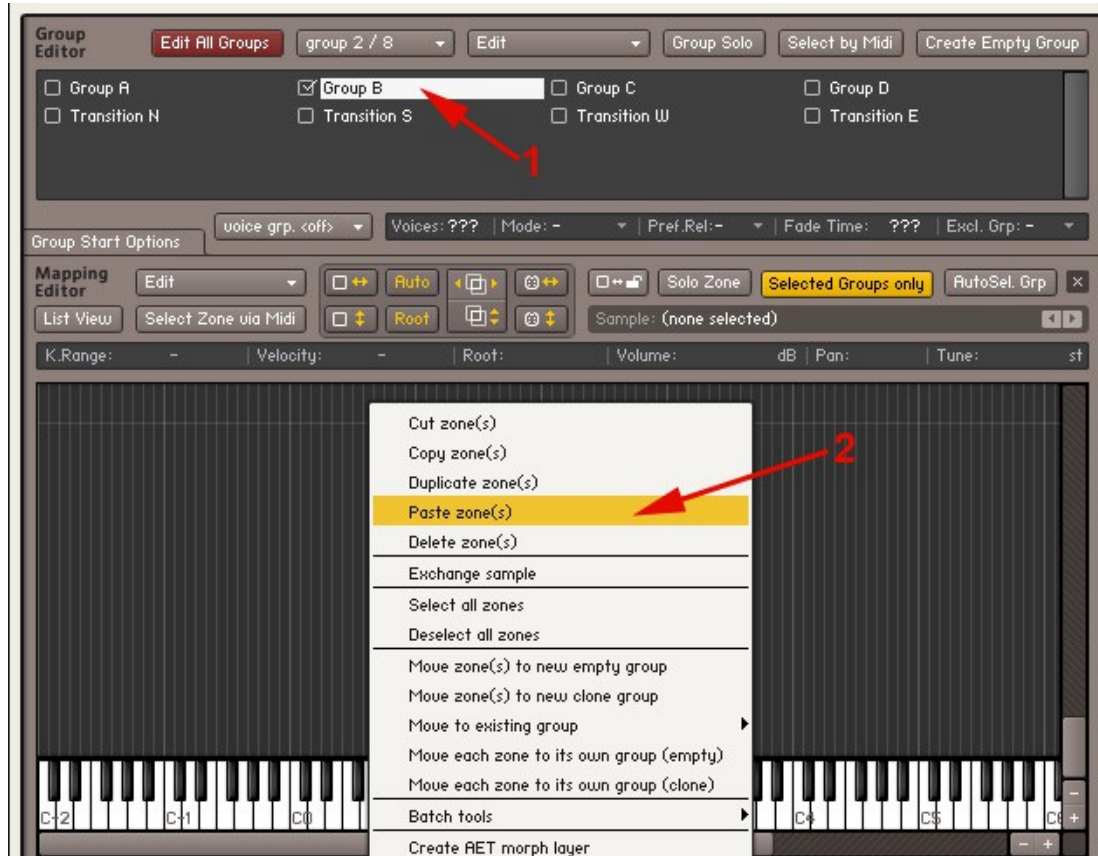 Group Editor
Edit All Groups
group 2 / 8
Edit
Group Solo
Select by Midi
Create Empty Group
Group A
Group B
Group C
Group D
Transition N
Transition S
Transition W
Transition E
1
Group Start Options
voice grp. <off>
Voices: ???
Mode: -
Pref.Rel:-
Fade Time: ???
Excl. Grp: -
Mapping Editor
Edit
Auto
Solo Zone
Selected Groups only
AutoSel. Grp
×
List View
Select Zone via Midi
Root
Sample: (none selected)
K.Range: -
Velocity: -
Root:
Volume: dB
Pan:
Tune: st
Cut zone(s)
Copy zone(s)
2
Duplicate zone(s)
Paste zone(s)
Delete zone(s)
Exchange sample
Select all zones
Deselect all zones
Move zone(s) to new empty group
Move zone(s) to new clone group
Move to existing group
Move each zone to its own group (empty)
Move each zone to its own group (clone)
Batch tools
Create AET morph layer
C-2 C-1 C0 C4 C5